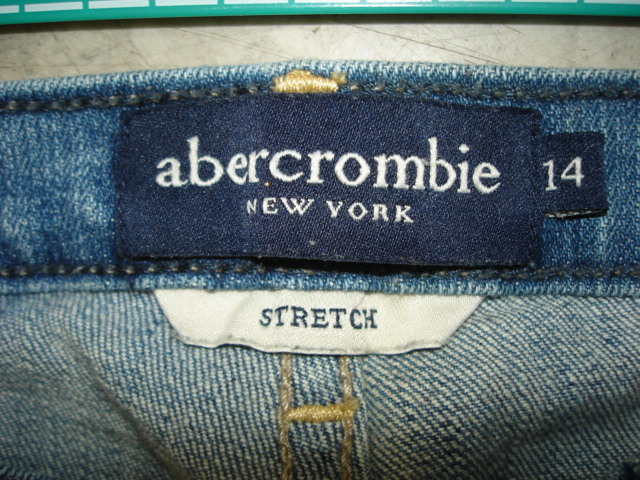 abercrombie
NEW YORK
14
STRETCH